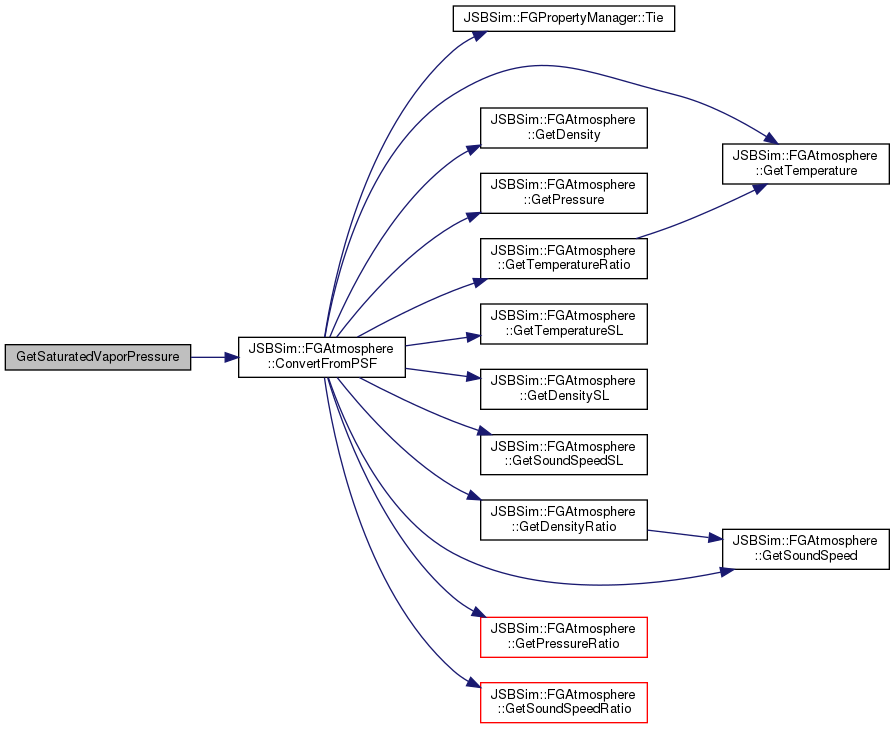 JSBSim::FGPropertyManager::Tie
JSBSim::FGAtmosphere
::GetDensity
JSBSim::FGAtmosphere
::GetTemperature
JSBSim::FGAtmosphere
::GetPressure
JSBSim::FGAtmosphere
::GetTemperatureRatio
JSBSim::FGAtmosphere
::GetTemperatureSL
GetSaturatedVaporPressure
JSBSim::FGAtmosphere
::ConvertFromPSF
JSBSim::FGAtmosphere
::GetDensitySL
JSBSim::FGAtmosphere
::GetSoundSpeedSL
JSBSim::FGAtmosphere
::GetDensityRatio
JSBSim::FGAtmosphere
::GetSoundSpeed
JSBSim::FGAtmosphere
::GetPressureRatio
JSBSim::FGAtmosphere
::GetSoundSpeedRatio